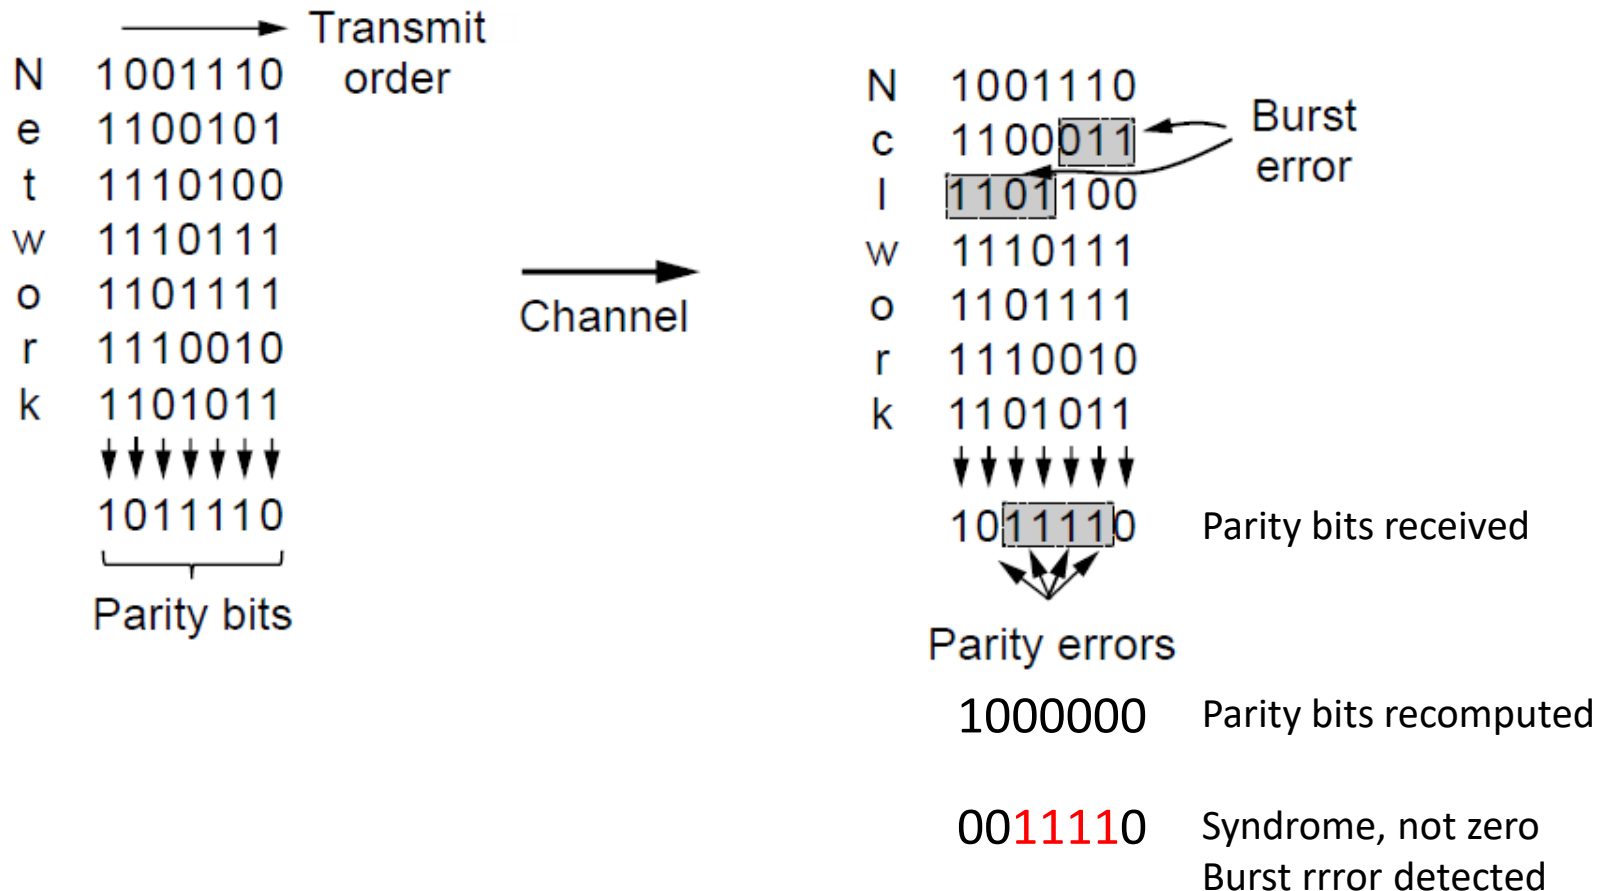 Transmit
order
N 1001110
e 1100101
t 1110100
w 1110111
o 1101111
r 1110010
k 1101011
1011110
Parity bits
Channel
N 1001110
c 1100011
l 1101100
w 1110111
o 1101111
r 1110010
k 1101011
Burst
error
1011110 Parity bits received
Parity errors
1000000 Parity bits recomputed
0011110 Syndrome, not zero
Burst rrror detected